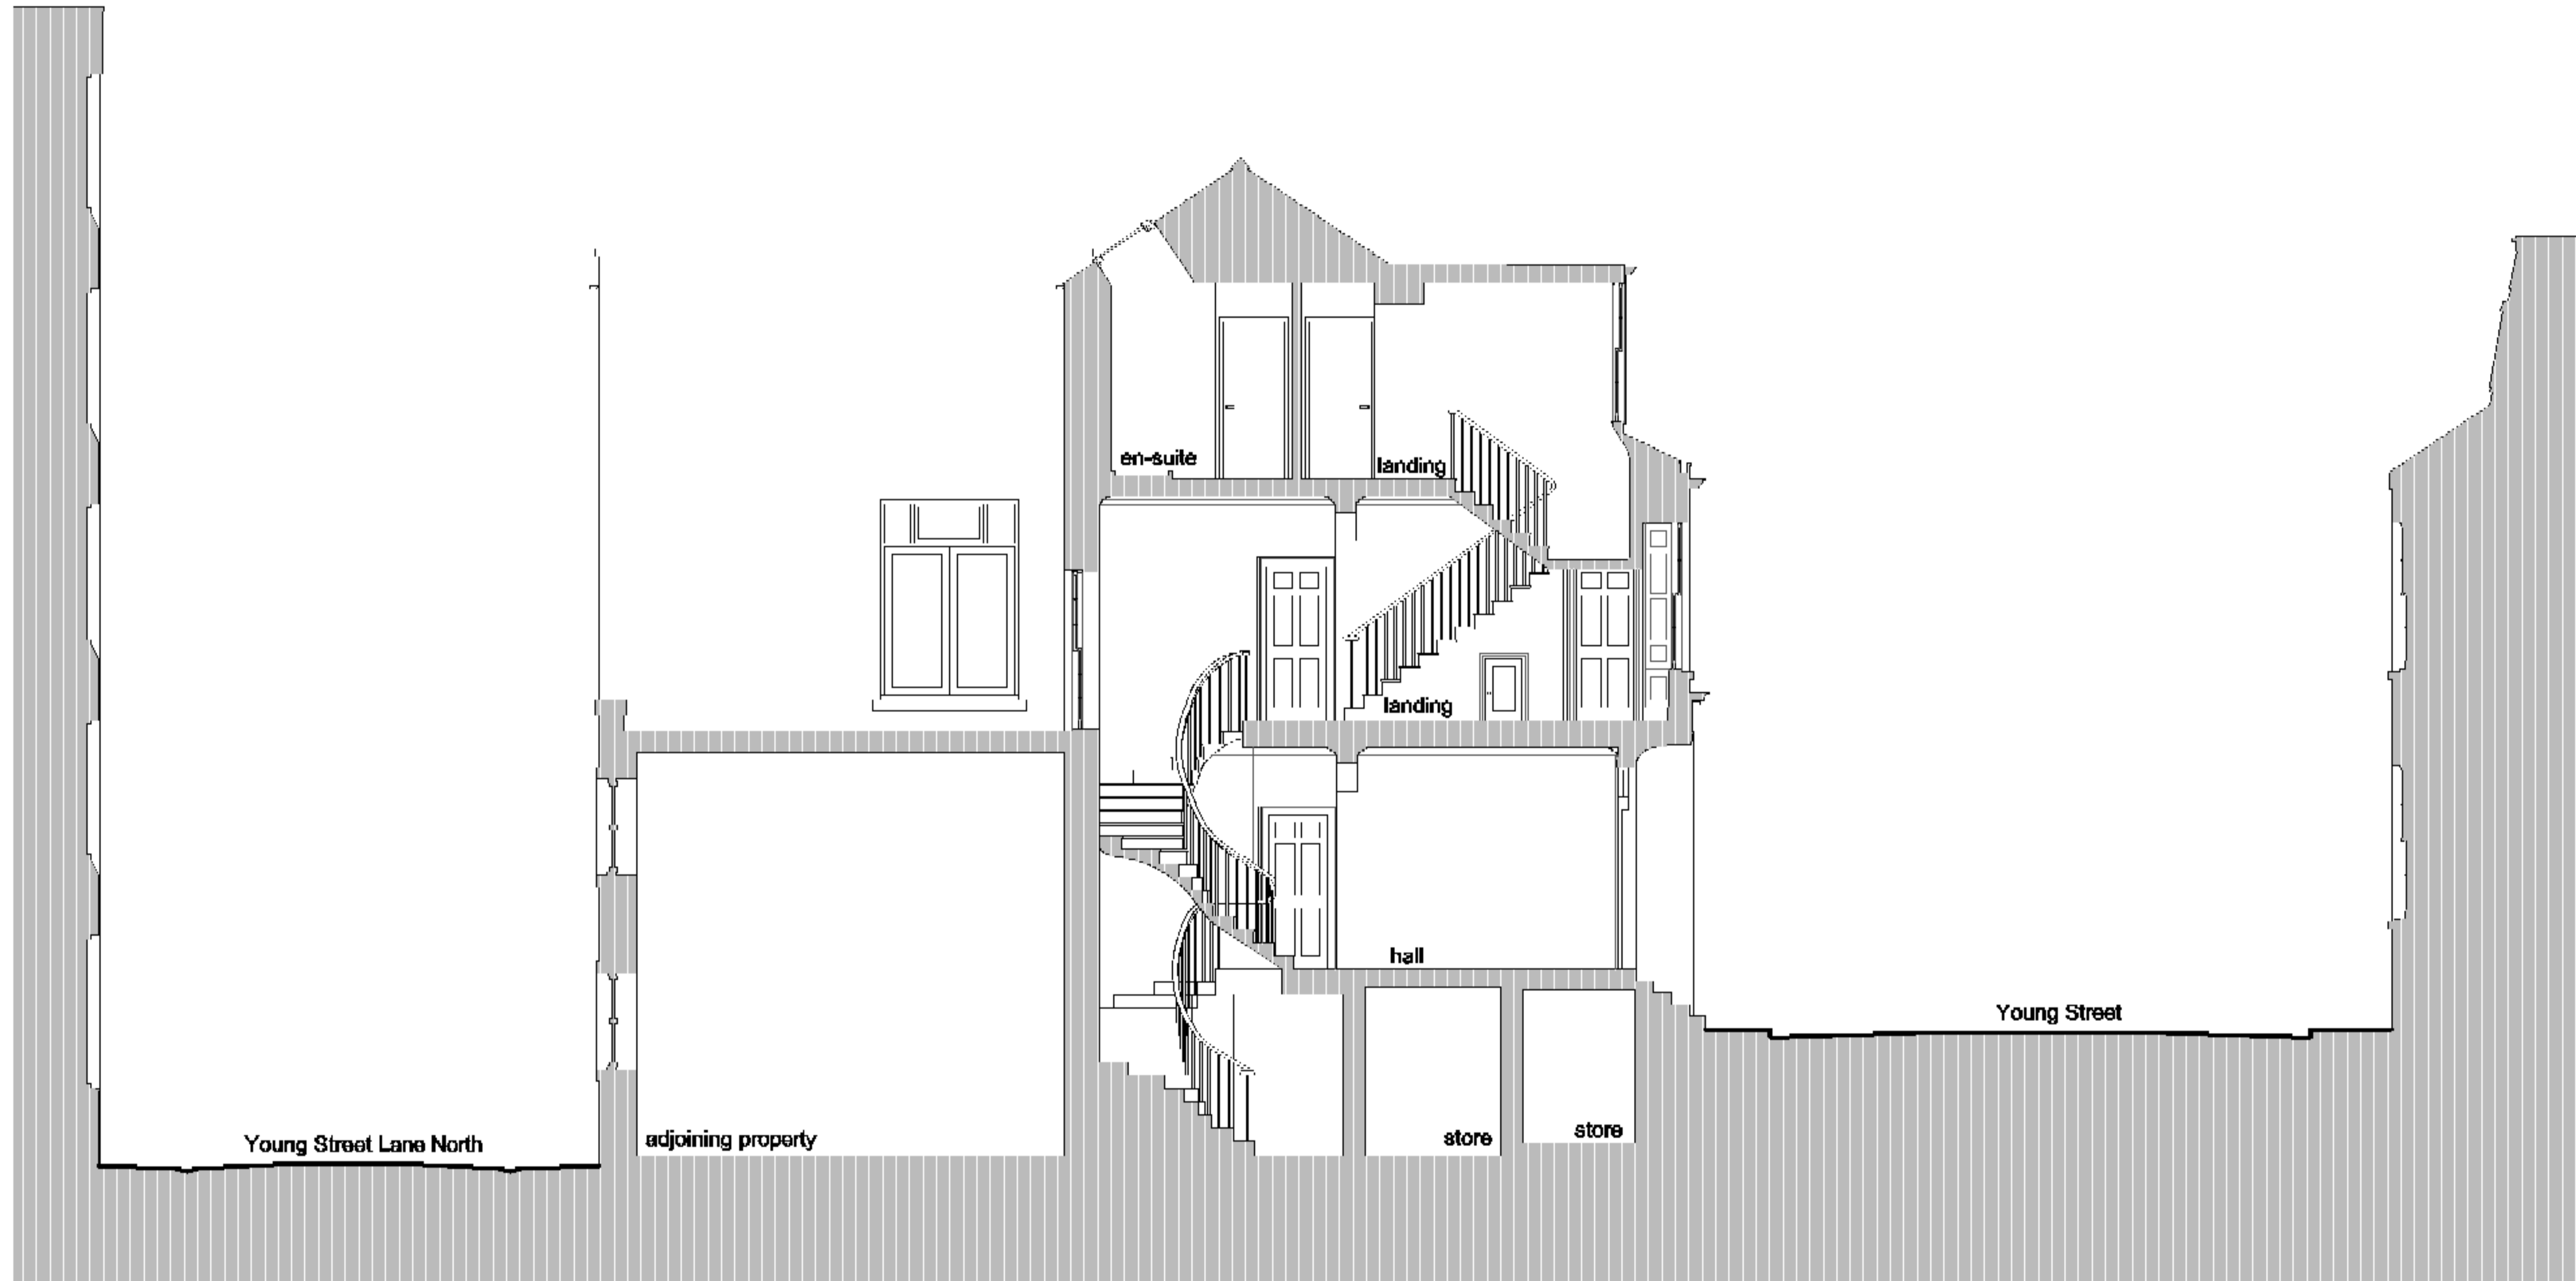 en-suite
landing
landing
hall
Young Street
Young Street Lane North
adjoining property
store
store